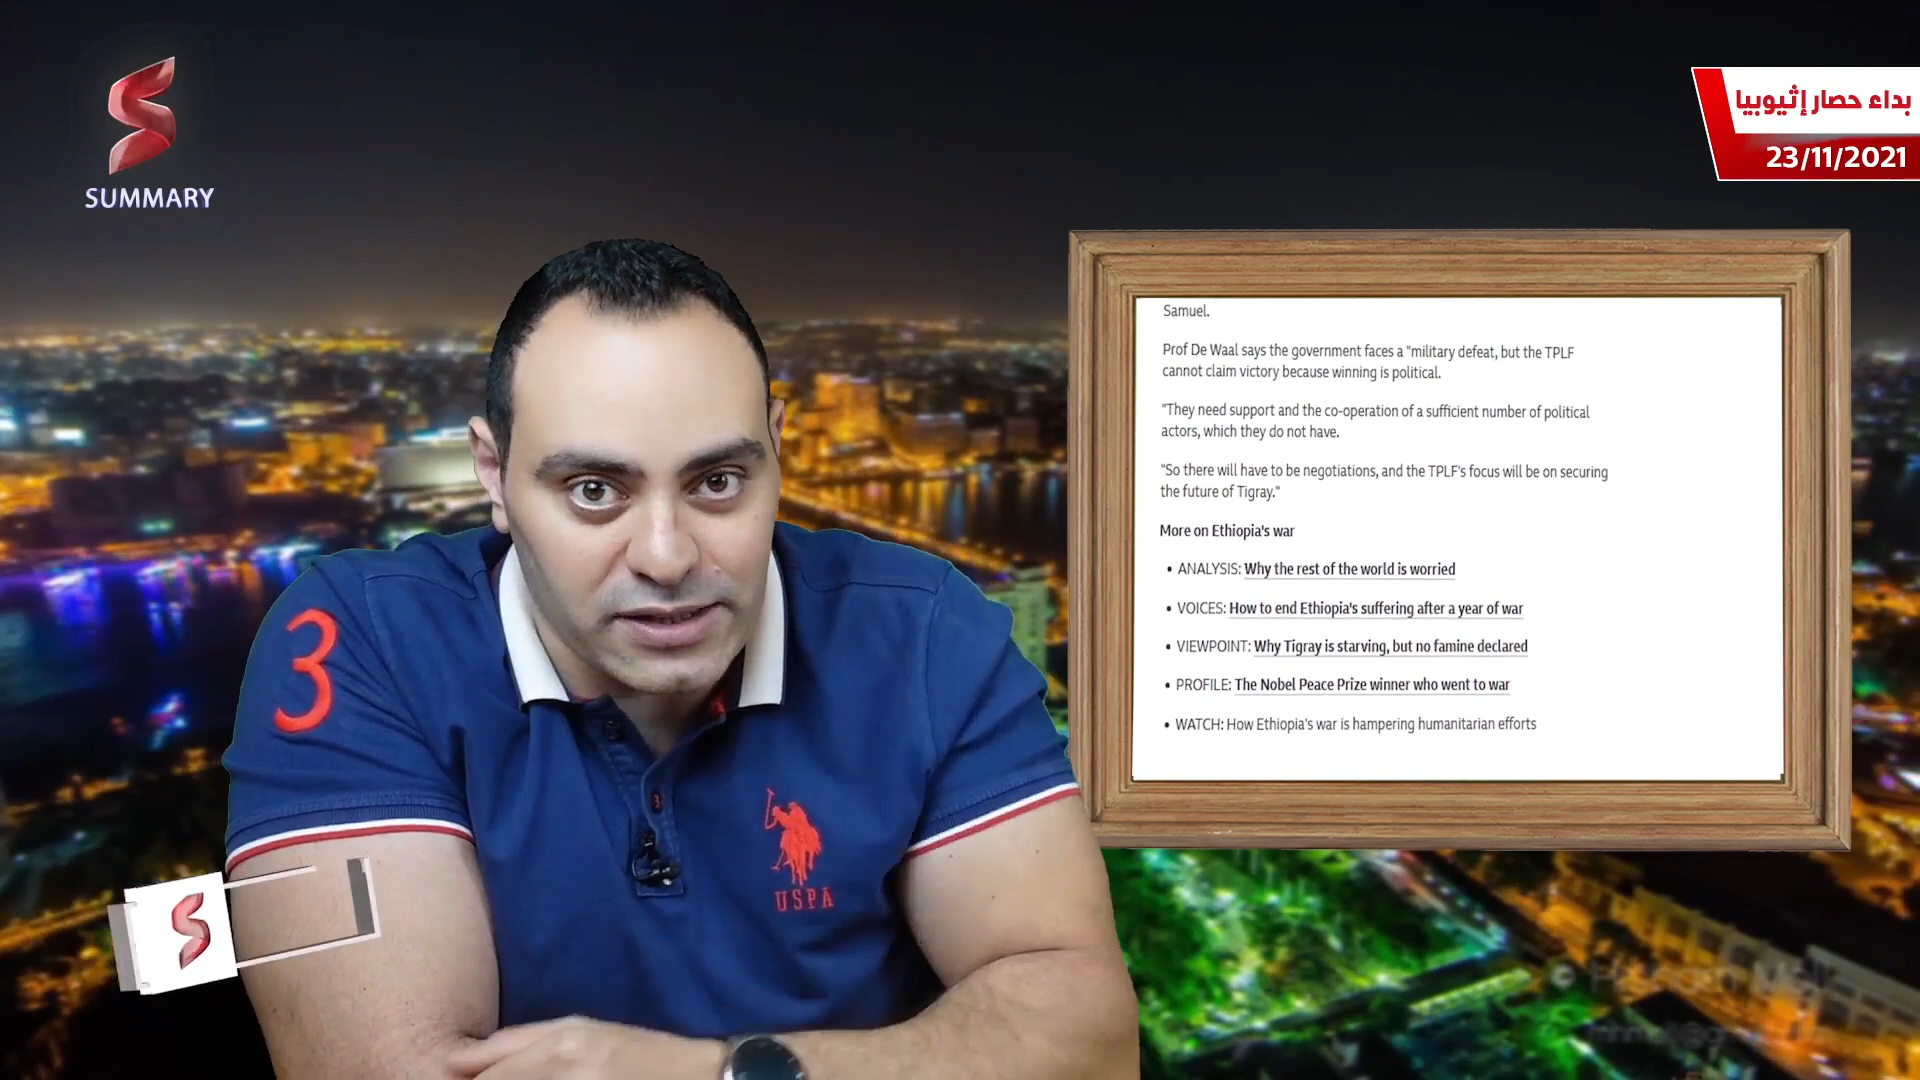 SUMMARY
بداء حصار إثيوبيا
23/11/2021
Samuel.
Prof De Waal says the government faces a "military defeat, but the TPLF
cannot claim victory because winning is political.
"They need support and the co-operation of a sufficient number of political
actors, which they do not have.
"So there will have to be negotiations, and the TPLF's focus will be on securing
the future of Tigray."
More on Ethiopia's war
• ANALYSIS: Why the rest of the world is worried
• VOICES: How to end Ethiopia's suffering after a year of war
• VIEWPOINT: Why Tigray is starving, but no famine declared
• PROFILE: The Nobel Peace Prize winner who went to war
• WATCH: How Ethiopia's war is hampering humanitarian efforts
3
3
USPA